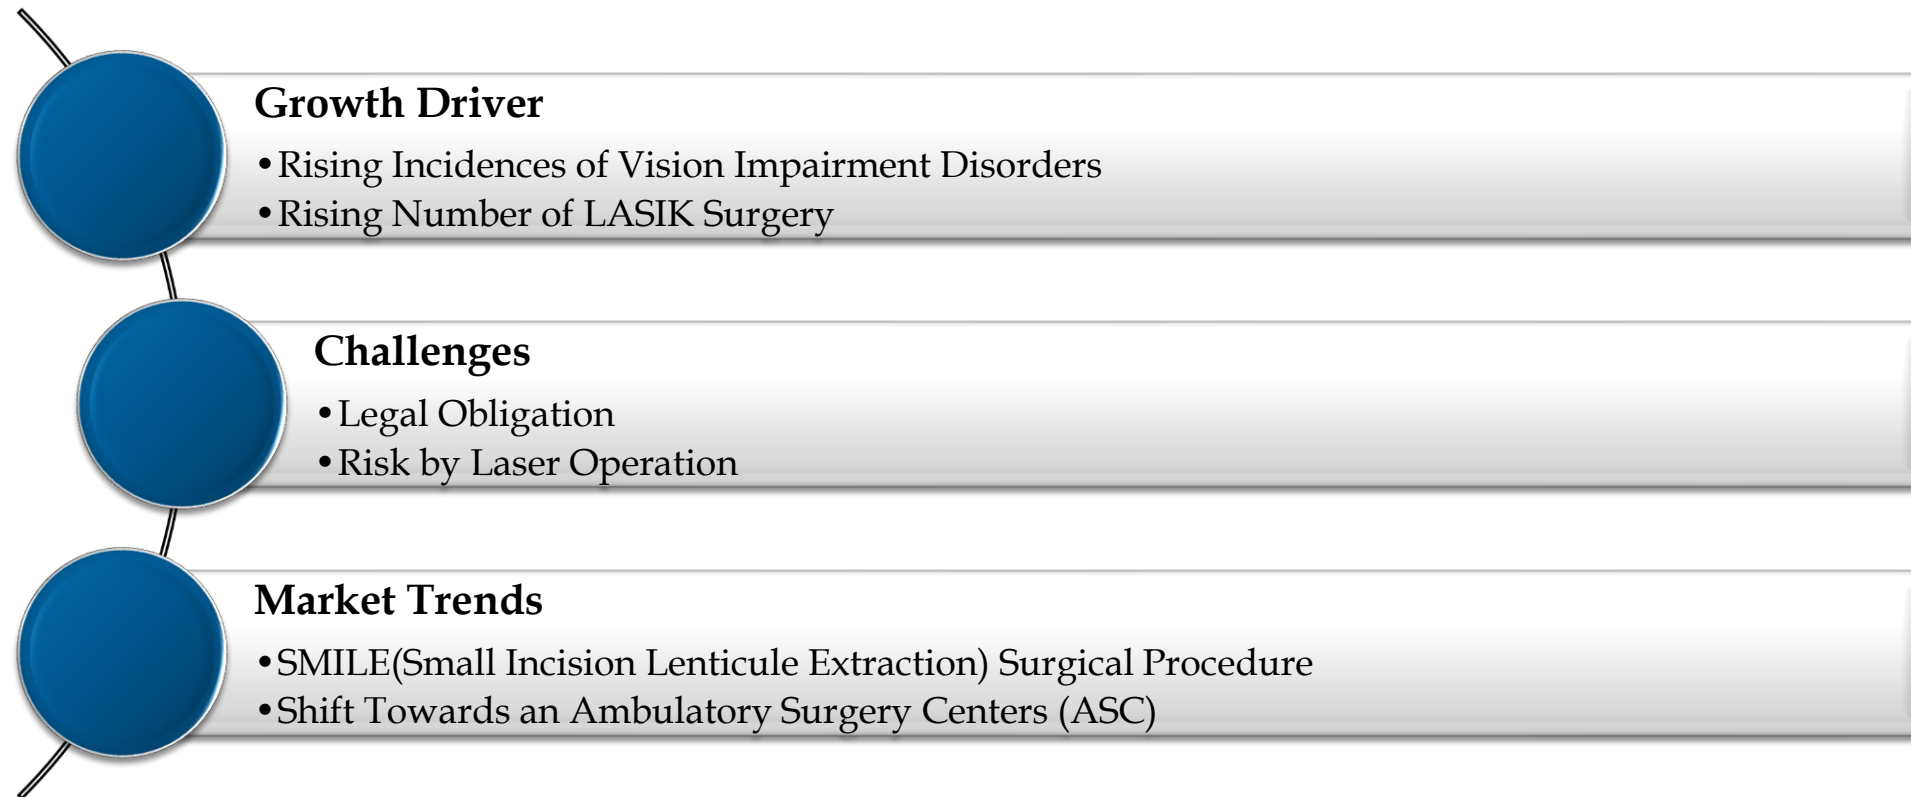 Growth Driver
•Rising Incidences of Vision Impairment Disorders
•Rising Number of LASIK Surgery
Challenges
•Legal Obligation
•Risk by Laser Operation
Market Trends
•SMILE(Small Incision Lenticule Extraction) Surgical Procedure
•Shift Towards an Ambulatory Surgery Centers (ASC)